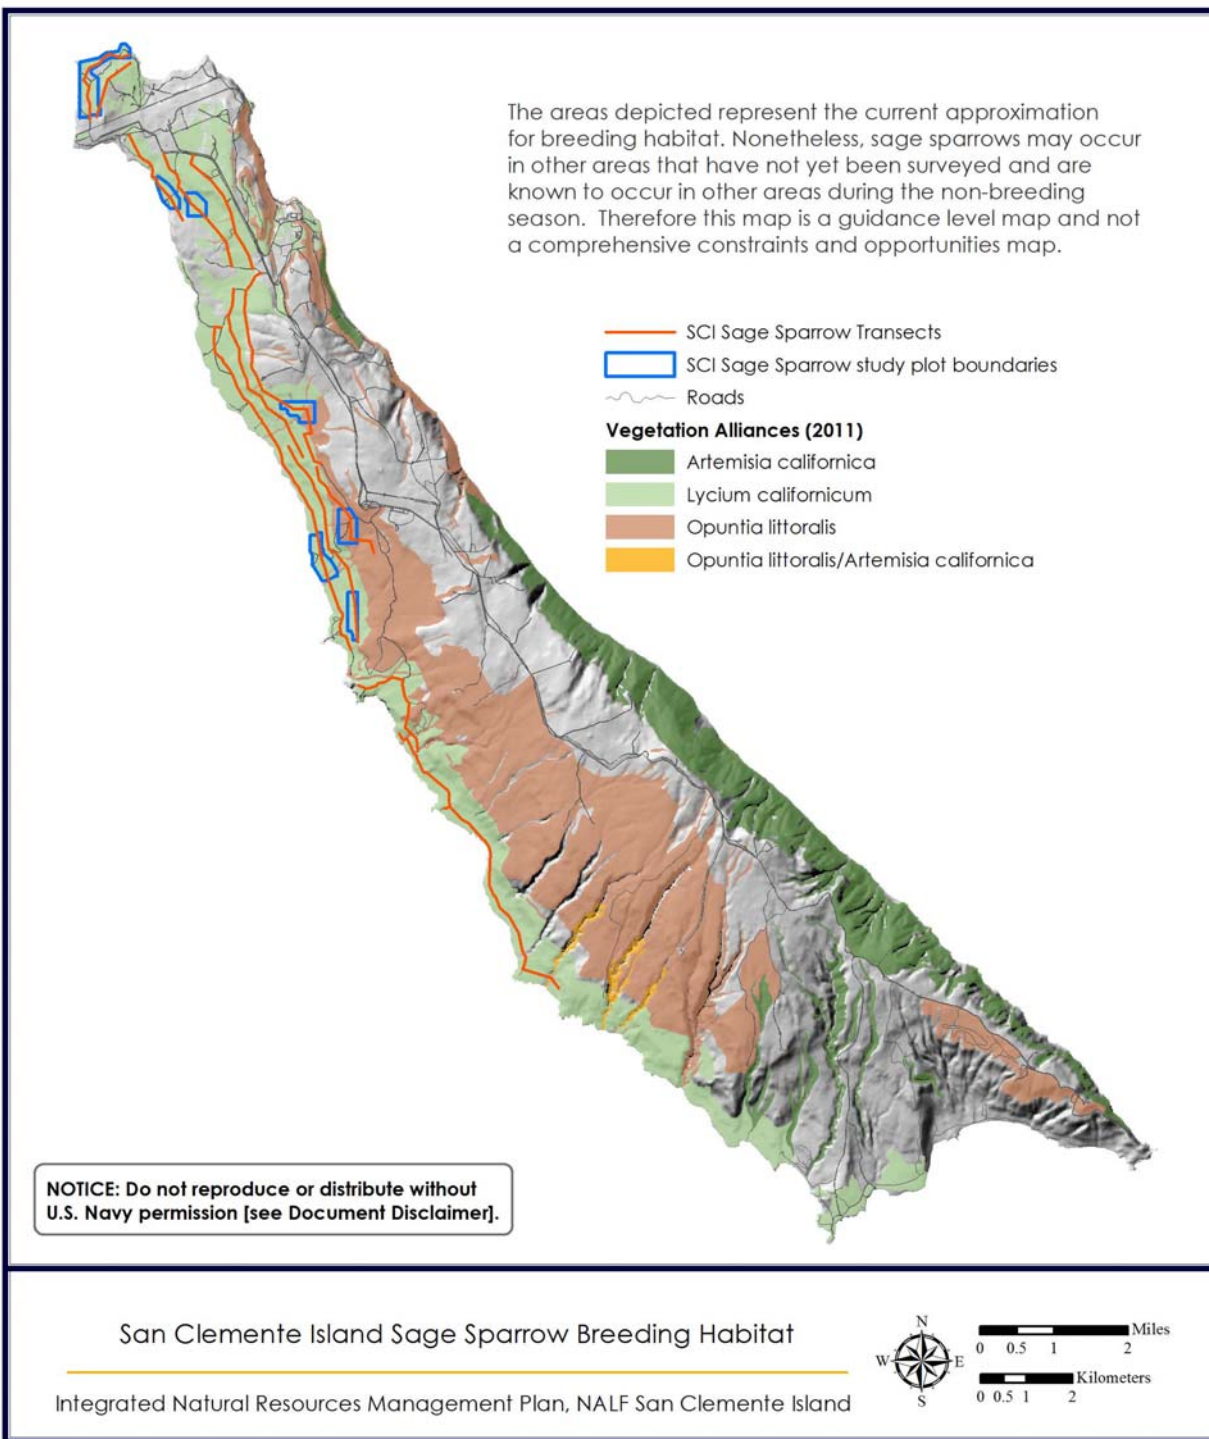 The areas depicted represent the current approximation
for breeding habitat. Nonetheless, sage sparrows may occur
in other areas that have not yet been surveyed and are
known to occur in other areas during the non-breeding
season. Therefore this map is a guidance level map and not
a comprehensive constraints and opportunities map.
SCI Sage Sparrow Transects
SCI Sage Sparrow study plot boundaries
Roads
Vegetation Alliances (2011)
Artemisia californica
Lycium californicum
Opuntia littoralis
Opuntia littoralis/Artemisia californica
NOTICE: Do not reproduce or distribute without
U.S. Navy permission [see Document Disclaimer].
San Clemente Island Sage Sparrow Breeding Habitat
Integrated Natural Resources Management Plan, NALF San Clemente Island
N
W E
S
Miles
0 0.5 1 2
Kilometers
0 0.5 1 2